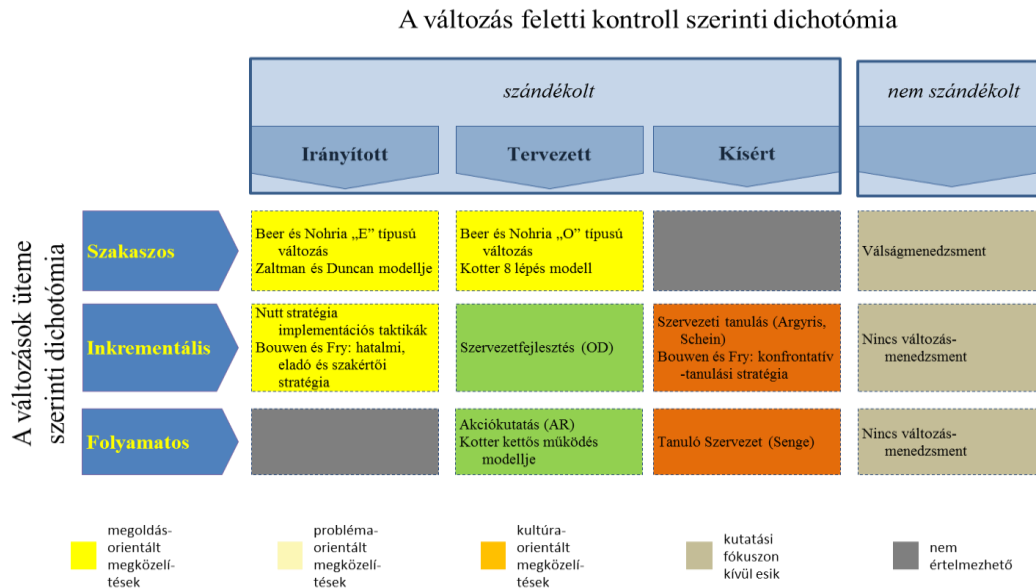 A változás feletti kontroll szerinti dichotómia
szándékolt
nem szándékolt
Irányított
Tervezett
Kísért
A változások üteme
szerinti dichotómia
Szakaszos
Beer és Nohria „E” típusú
változás
Zaltman és Duncan modellje
Beer és Nohria „O” típusú
változás
Kotter 8 lépés modell
Válságmenedzsment
Inkrementális
Nutt stratégia
implementációs taktikák
Bouwen és Fry: hatalmi,
eladó és szakértői
stratégia
Szervezetfejlesztés (OD)
Szervezeti tanulás (Argyris,
Schein)
Bouwen és Fry: konfrontatív
-tanulási stratégia
Nincs változás-
menedzsment
Folyamatos
Akciókutatás (AR)
Kotter kettős működés
modellje
Tanuló Szervezet (Senge)
Nincs változás-
menedzsment
megoldás-
orientált
megközelí-
tések
probléma-
orientált
megközelí-
tések
kultúra-
orientált
megközelí-
tések
kutatási
fókuszon
kívül esik
nem
értelmezhető